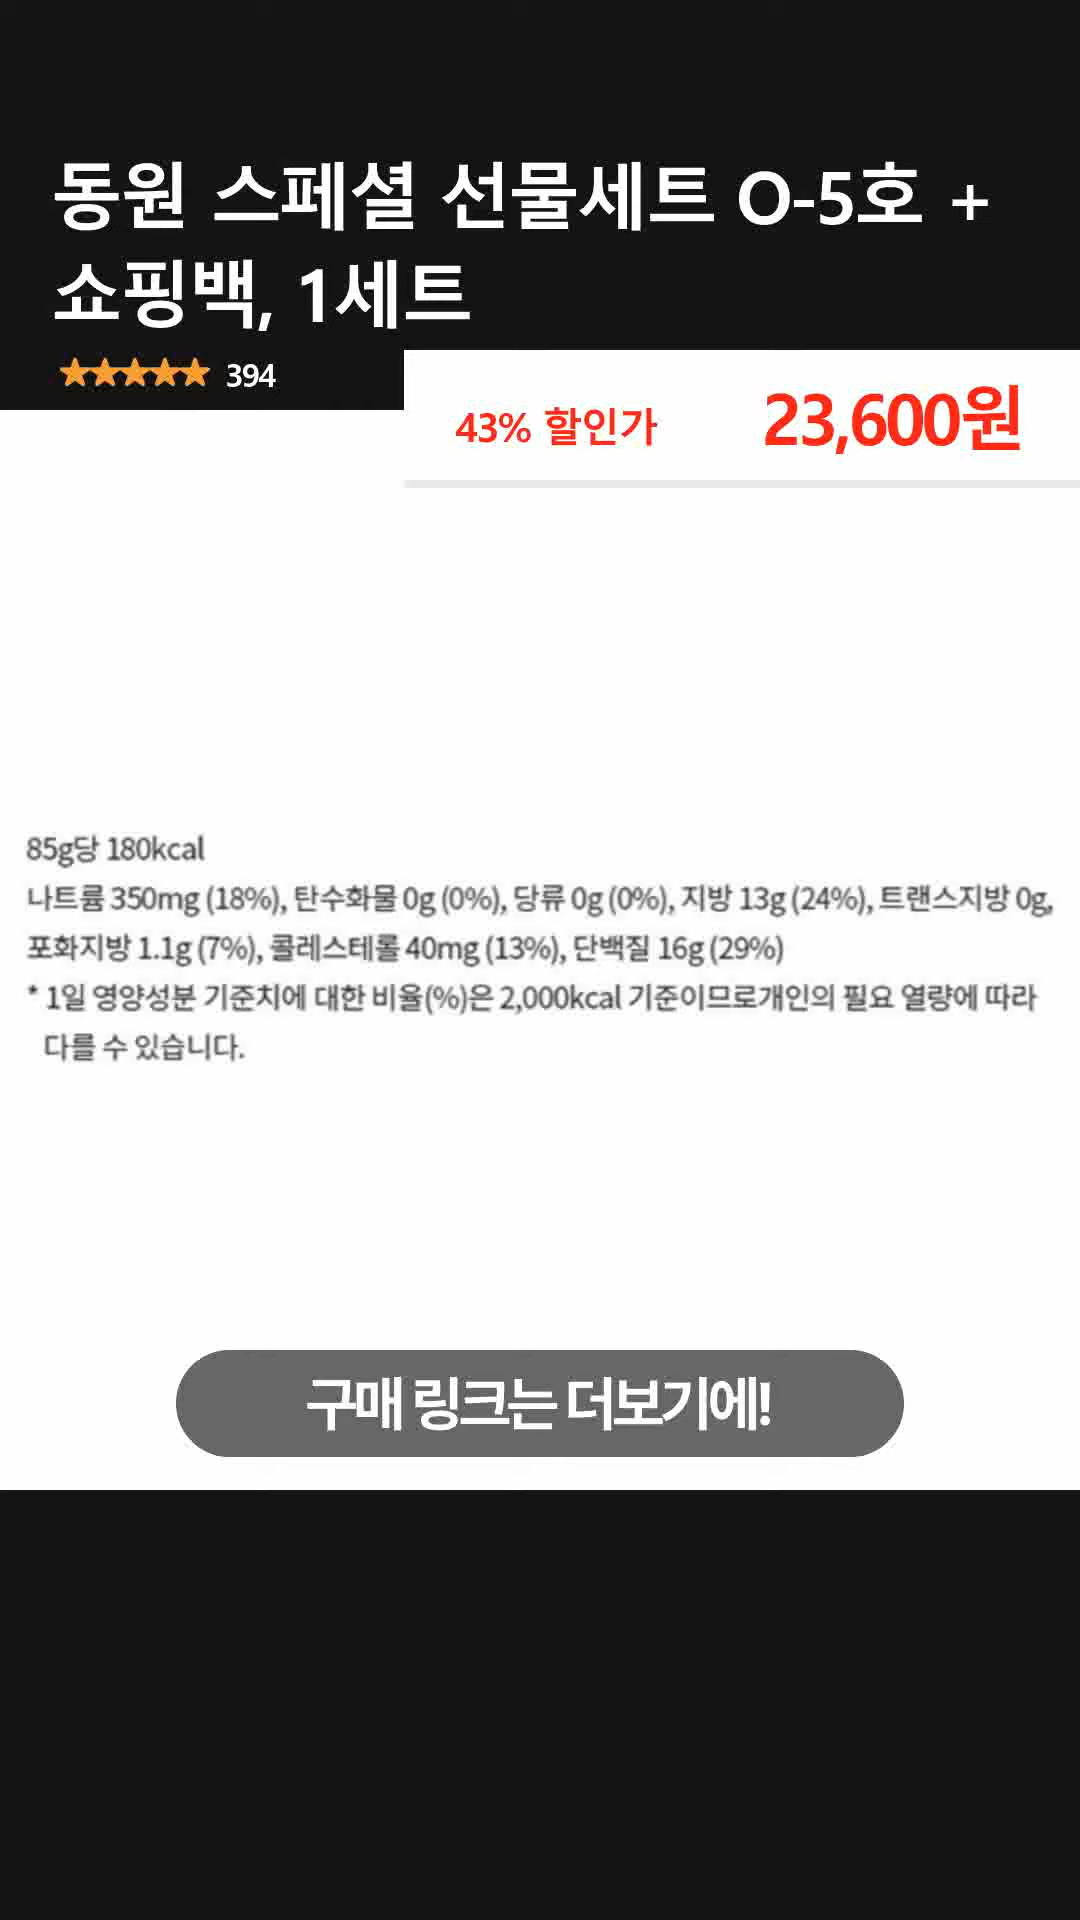 동원 스페셜 선물세트 O-5호 +
쇼핑백, 1세트
★★★★★ 394
43% 할인가 23,600원
85g당 180kcal
나트륨 350mg (18%), 탄수화물 0g (0%), 당류 0g (0%), 지방 13g (24%), 트랜스지방 0g,
포화지방 1.1g (7%), 콜레스테롤 40mg (13%), 단백질 16g (29%)
* 1일 영양성분 기준치에 대한 비율(%)은 2,000kcal 기준이므로개인의 필요 열량에 따라
다를 수 있습니다.
구매 링크는 더보기에!